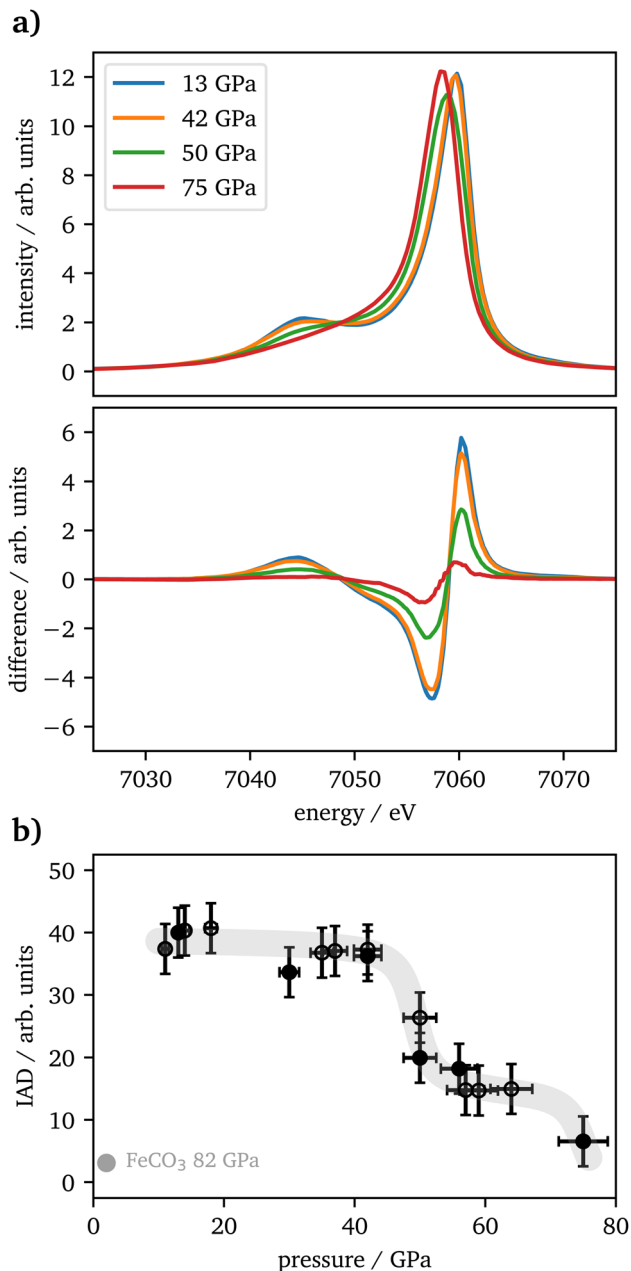 a)
12
10
8
6
4
2
0
intensity / arb. units
13 GPa
42 GPa
50 GPa
75 GPa
6
4
2
0
−2
−4
−6
difference / arb. units
7030 7040 7050 7060 7070
energy / eV
b)
50
40
30
20
10
0
IAD / arb. units
FeCO₃ 82 GPa
0 20 40 60 80
pressure / GPa